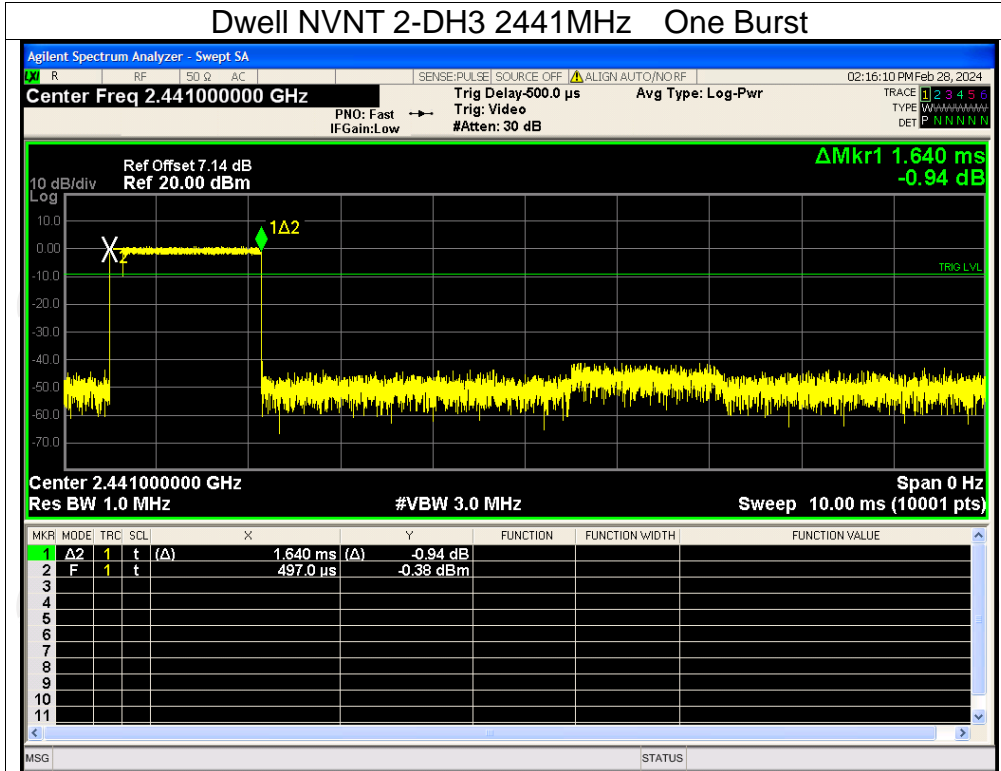 Dwell NVNT 2-DH3 2441MHz One Burst
Agilent Spectrum Analyzer - Swept SA
LXI R RF 50 Ω AC SENSE:PULSE SOURCE OFF ALIGN AUTO/NO RF 02:16:10 PM Feb 28, 2024
Center Freq 2.441000000 GHz Trig Delay-500.0 µs Avg Type: Log-Pwr TRACE 1 2 3 4 5 6
PNO: Fast Trig: Video TYPE WWWWWW
IFGain:Low #Atten: 30 dB DET P N N N N N
ΔMkr1 1.640 ms
Ref Offset 7.14 dB
10 dB/div Ref 20.00 dBm -0.94 dB
Log
10.0
1Δ2
0.00
2
TRIG LVL
-10.0
-20.0
-30.0
-40.0
-50.0
-60.0
-70.0
Center 2.441000000 GHz Span 0 Hz
Res BW 1.0 MHz #VBW 3.0 MHz Sweep 10.00 ms (10001 pts)
MKR MODE TRC SCL X Y FUNCTION FUNCTION WIDTH FUNCTION VALUE
1 Δ2 1 t (Δ) 1.640 ms (Δ) -0.94 dB
2 F 1 t 497.0 µs -0.38 dBm
3
4
5
6
7
8
9
10
11
MSG STATUS